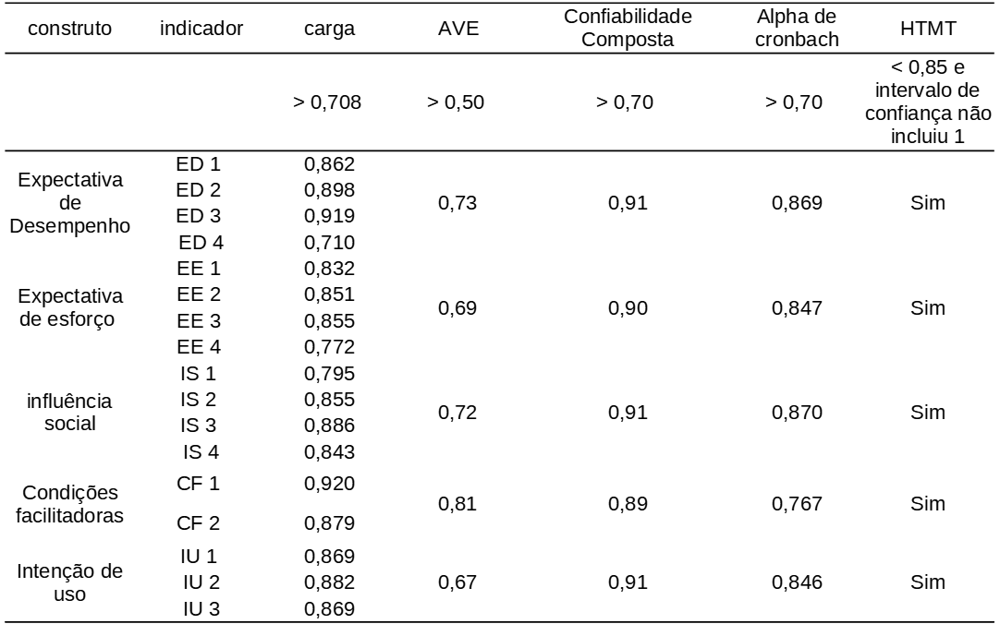 construto indicador carga AVE Confiabilidade Composta Alpha de cronbach HTMT
> 0,708 > 0,50 > 0,70 > 0,70 < 0,85 e intervalo de confiança não incluiu 1
Expectativa de Desempenho
ED 1 0,862
ED 2 0,898
ED 3 0,919
ED 4 0,710
0,73 0,91 0,869 Sim
Expectativa de esforço
EE 1 0,832
EE 2 0,851
EE 3 0,855
EE 4 0,772
0,69 0,90 0,847 Sim
influência social
IS 1 0,795
IS 2 0,855
IS 3 0,886
IS 4 0,843
0,72 0,91 0,870 Sim
Condições facilitadoras
CF 1 0,920
CF 2 0,879
0,81 0,89 0,767 Sim
Intenção de uso
IU 1 0,869
IU 2 0,882
IU 3 0,869
0,67 0,91 0,846 Sim